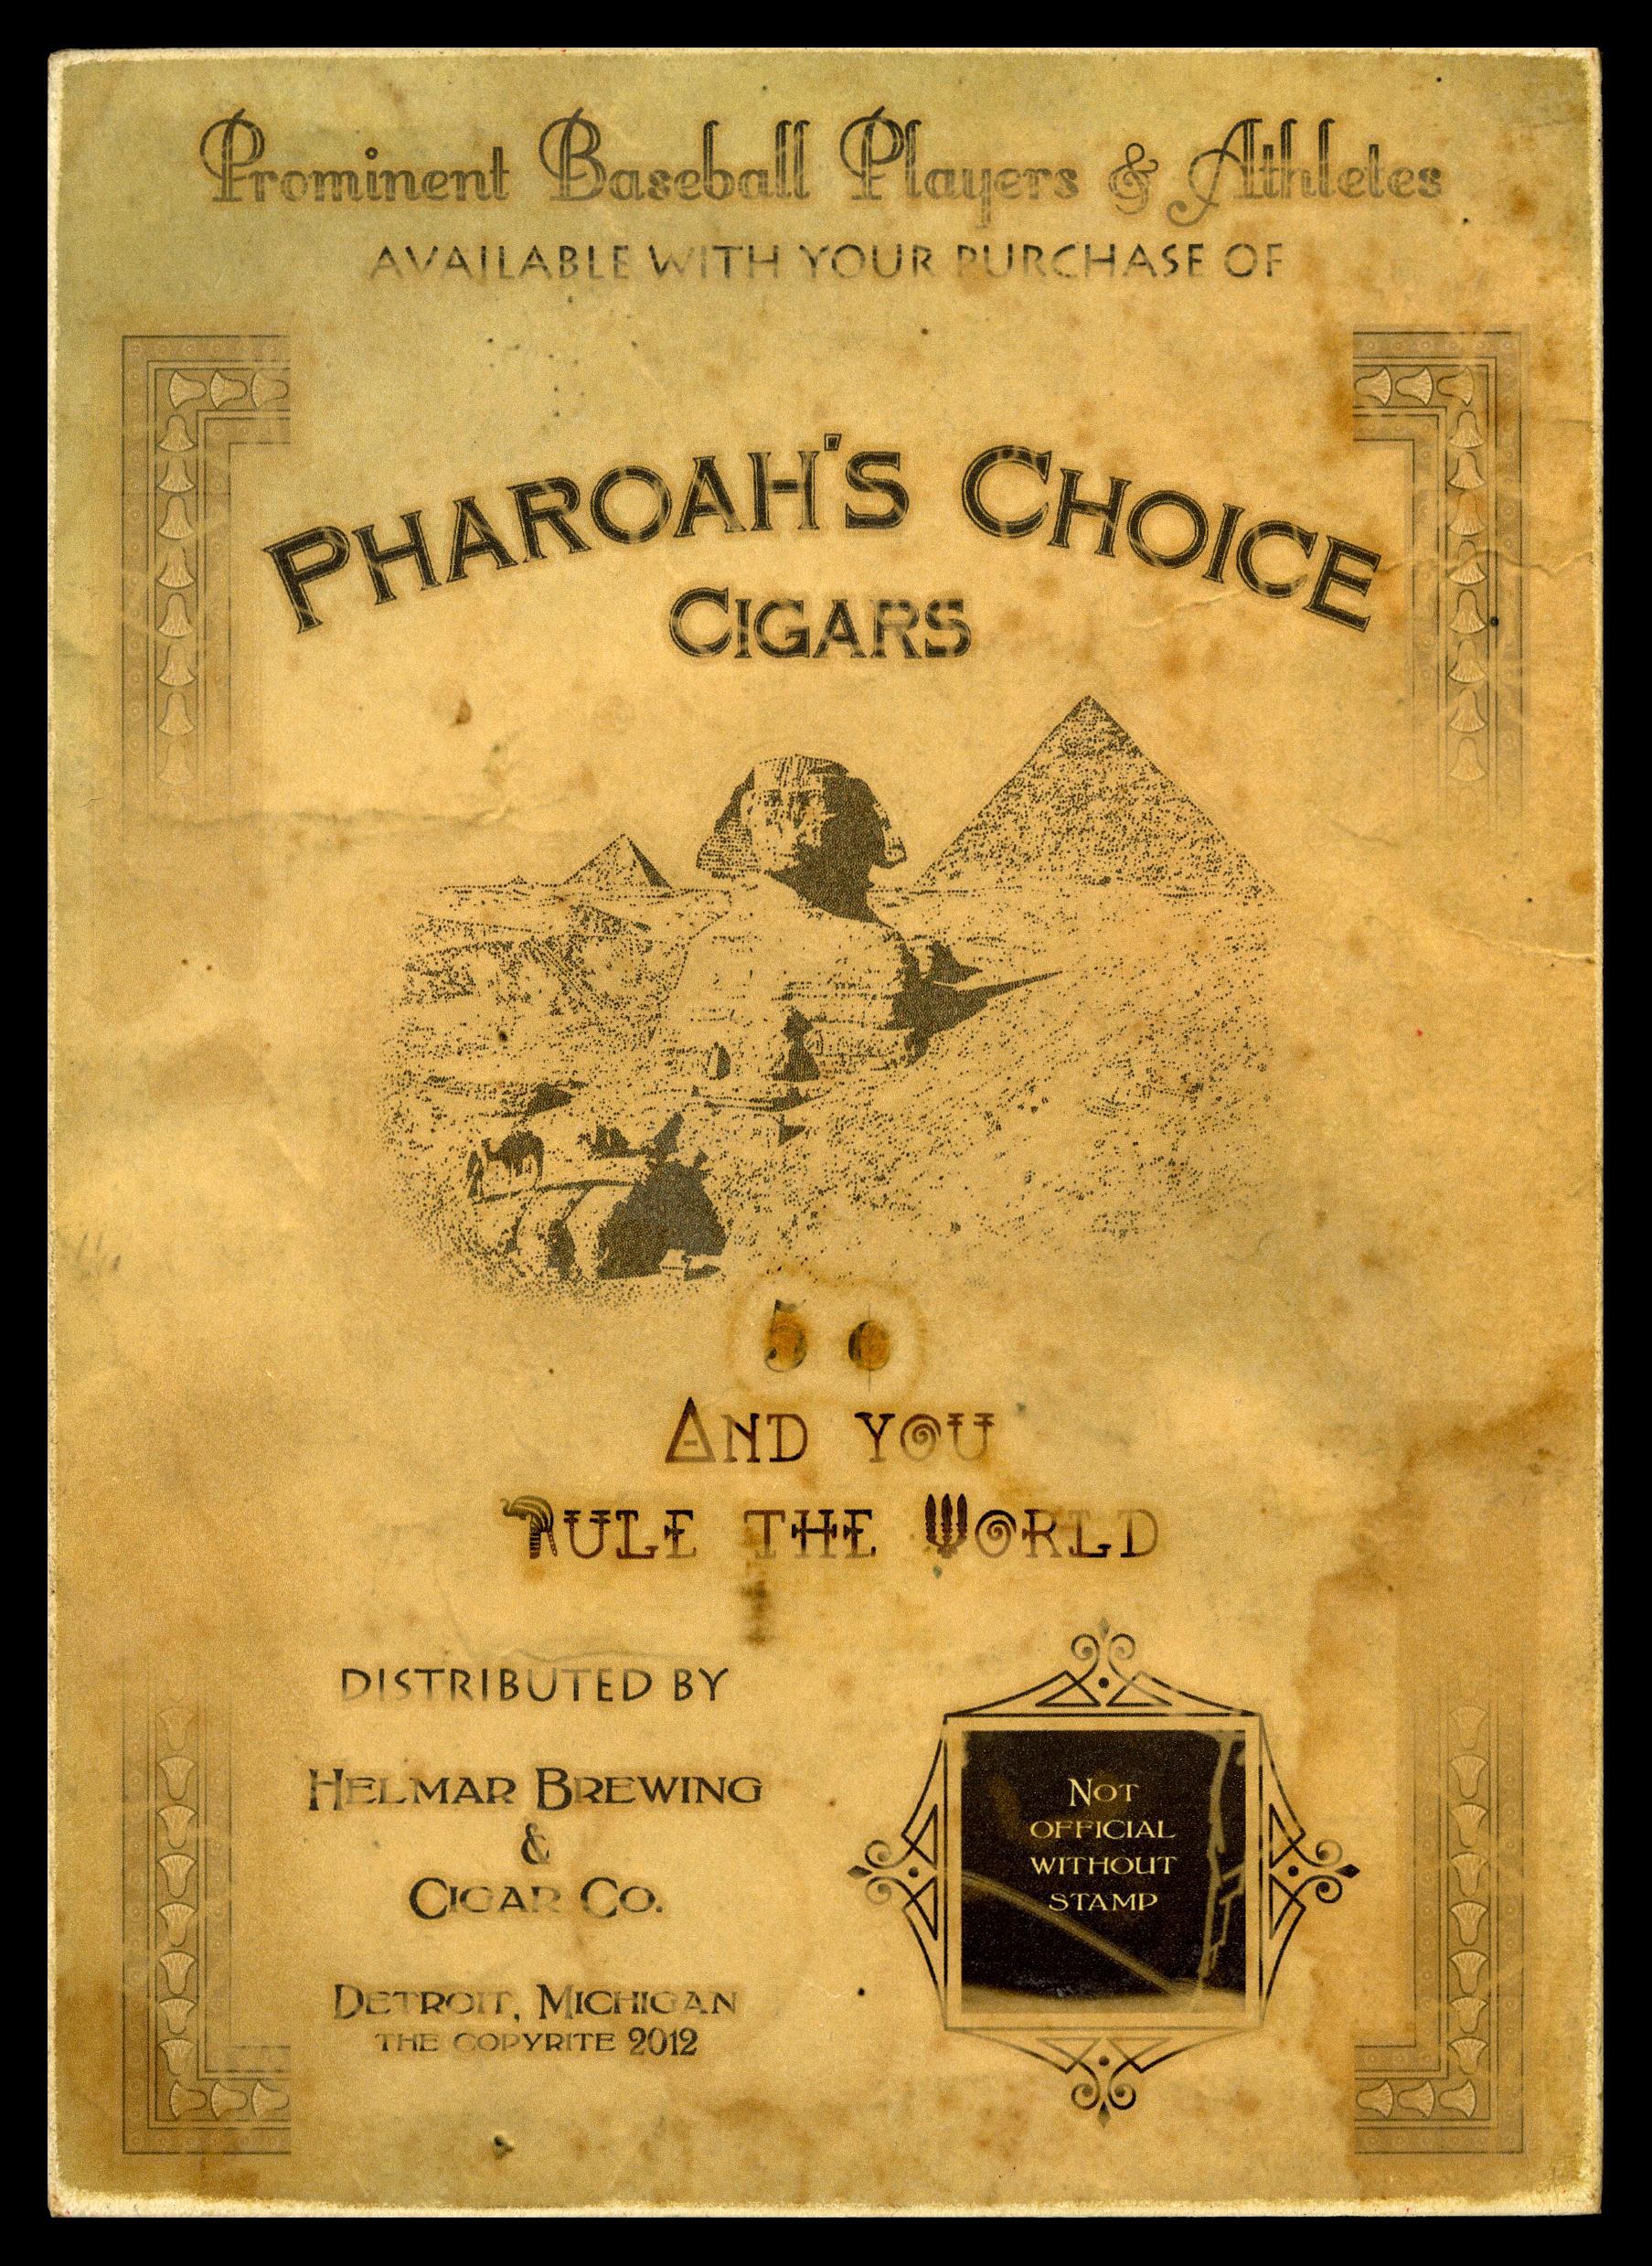 Prominent Baseball Players & Athletes
AVAILABLE WITH YOUR PURCHASE OF
PHAROAH'S CHOICE
CIGARS
5 ¢
AND YOU
RULE THE WORLD
DISTRIBUTED BY
HELMAR BREWING
&
CIGAR CO.
DETROIT, MICHIGAN
THE COPYRITE 2012
NOT
OFFICIAL
WITHOUT
STAMP